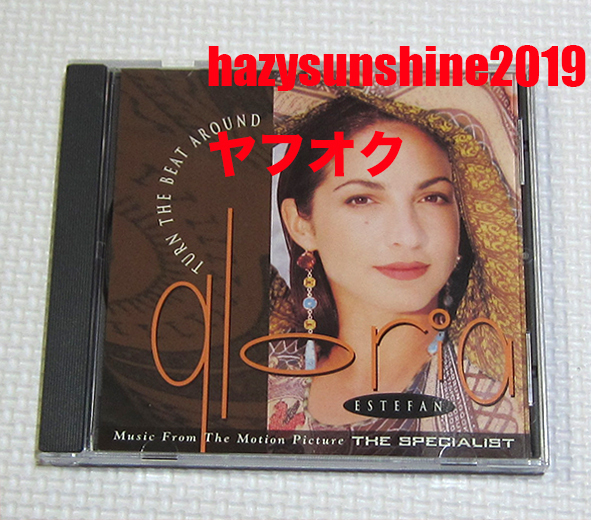 hazysunshine2019
ヤフオク
TURN THE BEAT AROUND
gloria
ESTEFAN
Music From The Motion Picture THE SPECIALIST